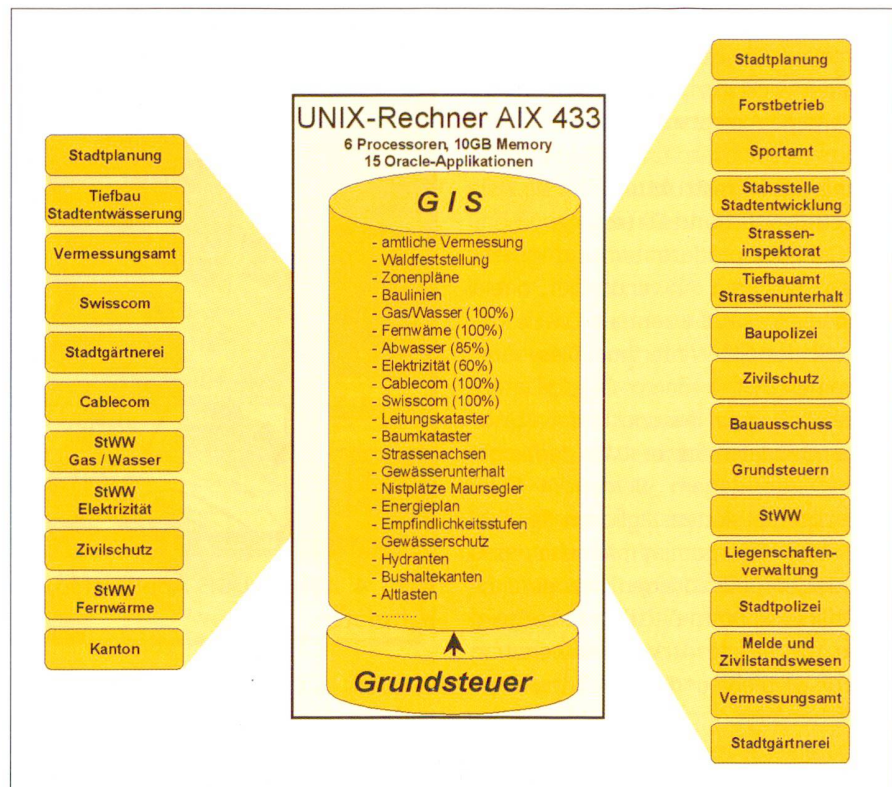 Stadtplanung
Tiefbau
Stadtentwässerung
Vermessungsamt
Swisscom
Stadtgärtnerei
Cablecom
StWW
Gas / Wasser
StWW
Elektrizität
Zivilschutz
StWW
Fernwärme
Kanton
UNIX-Rechner AIX 433
6 Processoren, 10GB Memory
15 Oracle-Applikationen
G I S
- amtliche Vermessung
- Waldfeststellung
- Zonenpläne
- Baulinien
- Gas/Wasser (100%)
- Fernwäme (100%)
- Abwasser (85%)
- Elektrizität (60%)
- Cablecom (100%)
- Swisscom (100%)
- Leitungskataster
- Baumkataster
- Strassenachsen
- Gewässerunterhalt
- Nistplätze Maursegler
- Energieplan
- Empfindlichkeitsstufen
- Gewässerschutz
- Hydranten
- Bushaltekanten
- Altlasten
- .........
Grundsteuer
Stadtplanung
Forstbetrieb
Sportamt
Stabsstelle
Stadtentwicklung
Strassen-
inspektorat
Tiefbauamt
Strassenunterhalt
Baupolizei
Zivilschutz
Bauausschuss
Grundsteuern
StWW
Liegenschaften-
verwaltung
Stadtpolizei
Melde und
Zivilstandswesen
Vermessungsamt
Stadtgärtnerei